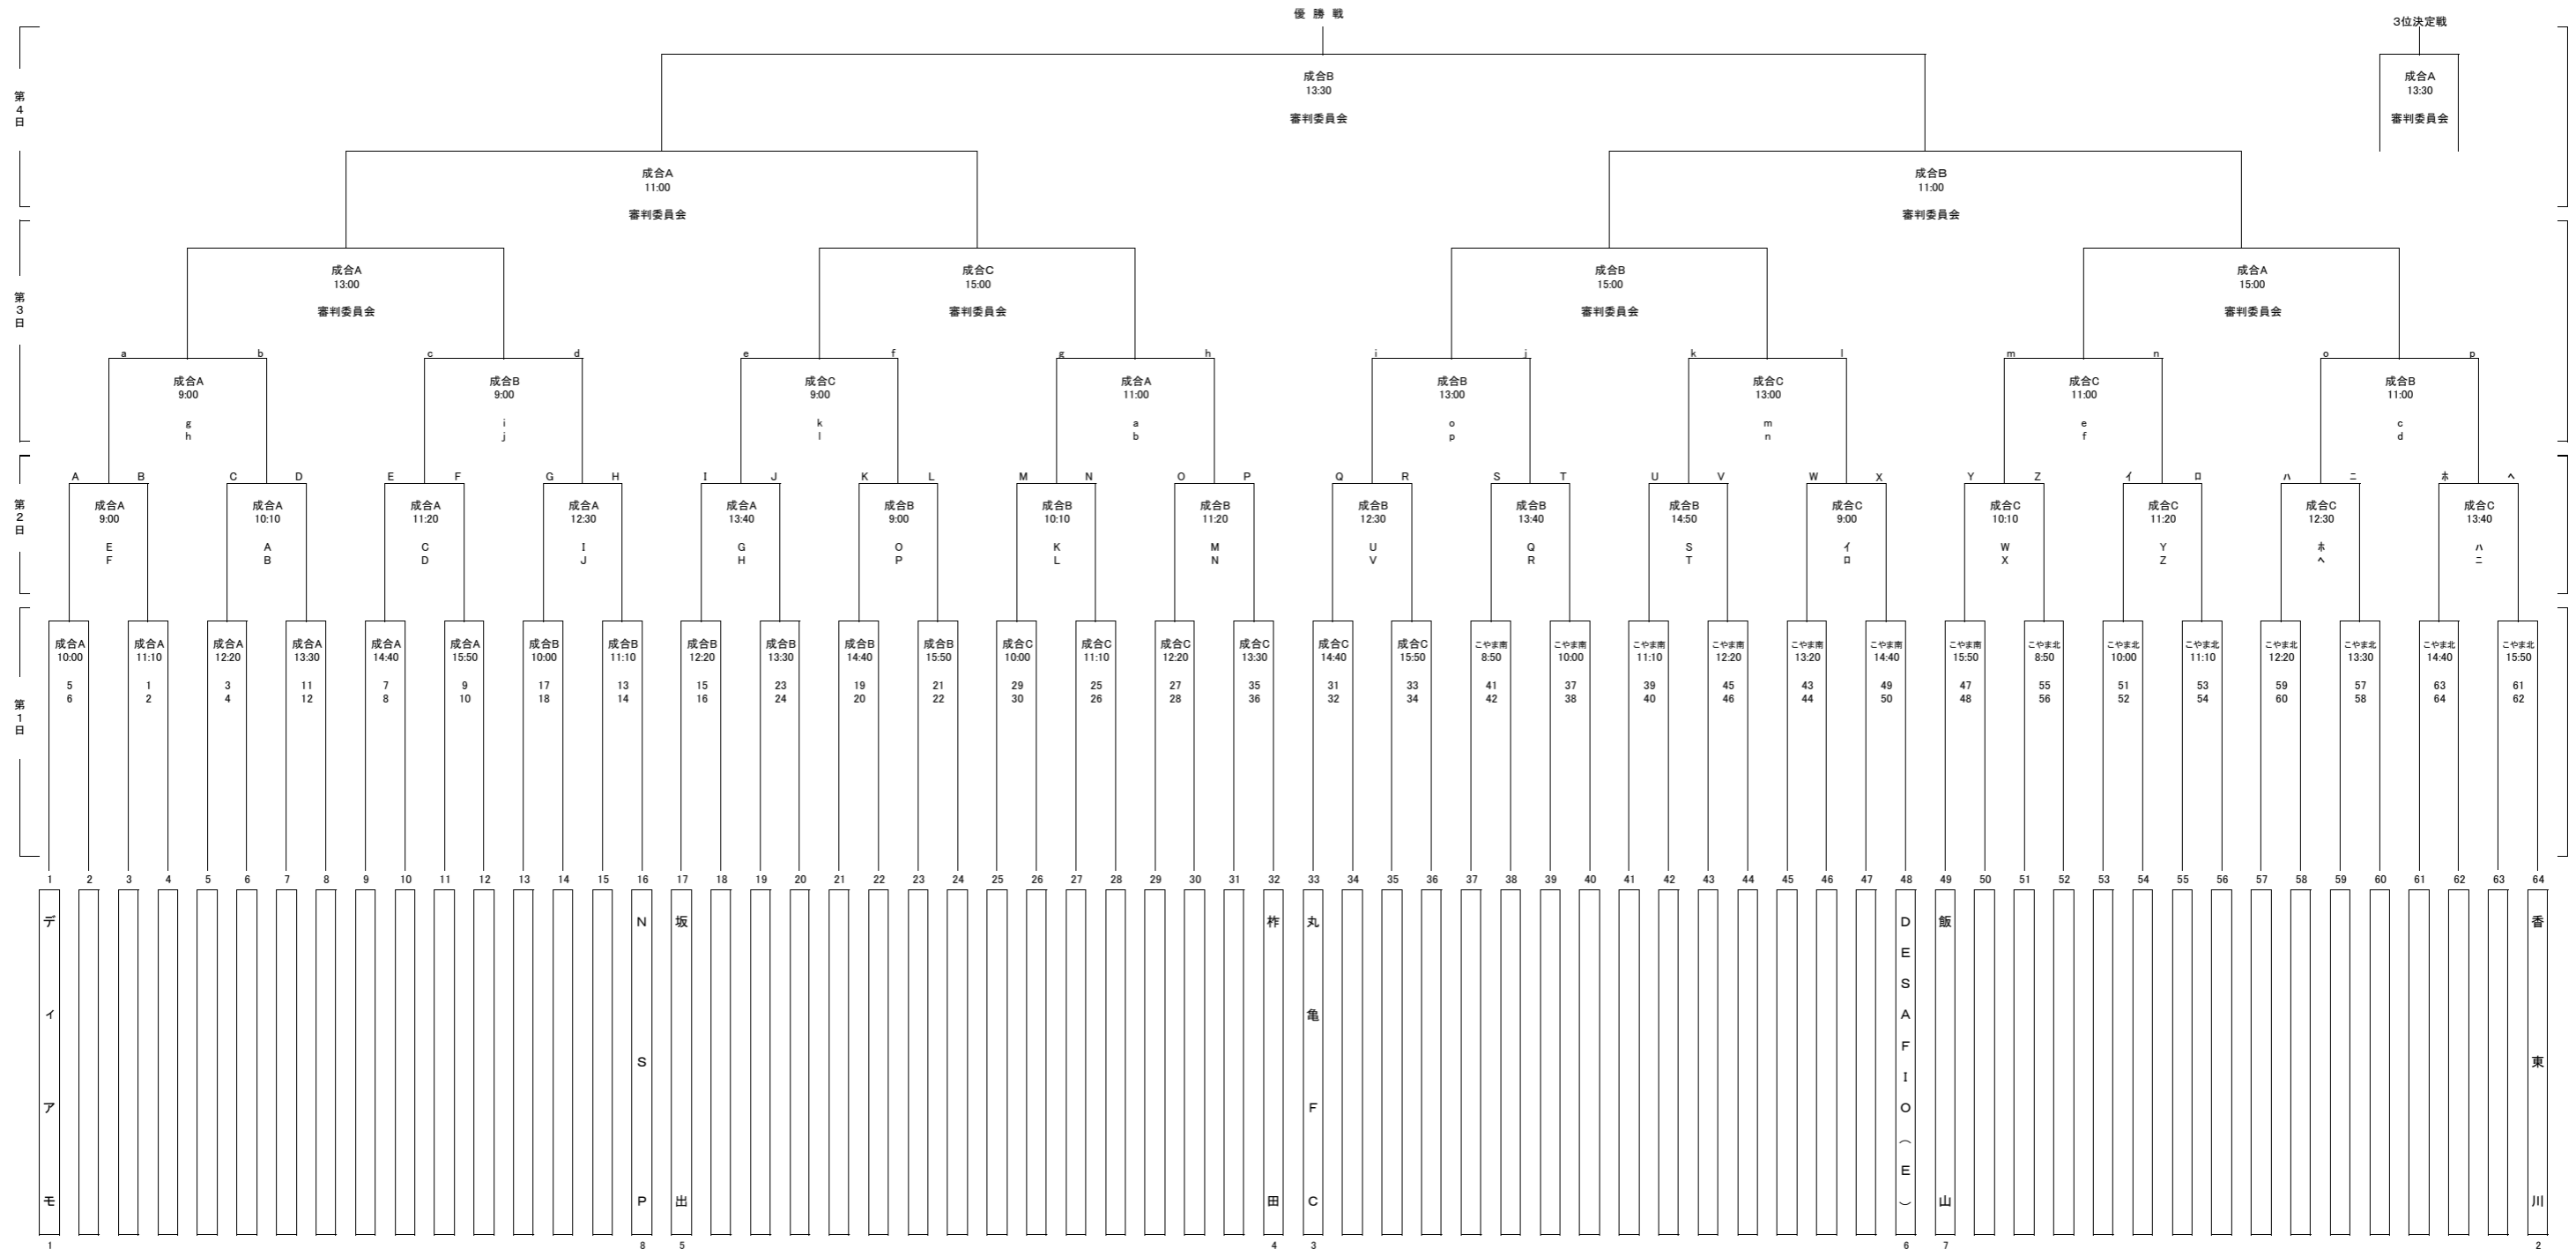 優 勝 戦
3位決定戦
成合B
13:30
審判委員会
成合A
13:30
審判委員会
第4日
成合A
11:00
審判委員会
成合B
11:00
審判委員会
第3日
成合A 成合C 成合B 成合A
13:00 15:00 15:00 15:00
審判委員会 審判委員会 審判委員会 審判委員会
a b c d e f g h i j k l m n o p
成合A 成合B 成合C 成合A 成合B 成合C 成合C 成合B
9:00 9:00 9:00 11:00 13:00 13:00 11:00 11:00
g i k a o m e c
h j l b p n f d
第2日
A B C D E F G H I J K L M N O P Q R S T U V W X Y Z イ ロ ハ ニ ホ ヘ
成合A 成合A 成合A 成合A 成合A 成合B 成合B 成合B 成合B 成合B 成合B 成合C 成合C 成合C 成合C 成合C
9:00 10:10 11:20 12:30 13:40 9:00 10:10 11:20 12:30 13:40 14:50 9:00 10:10 11:20 12:30 13:40
E A C I G O K M U Q S イ W Y ホ ハ
F B D J H P L N V R T ロ X Z ヘ ニ
第1日
成合A 成合A 成合A 成合A 成合A 成合A 成合B 成合B 成合B 成合B 成合B 成合B 成合C 成合C 成合C 成合C 成合C 成合C こやま南 こやま南 こやま南 こやま南 こやま南 こやま南 こやま南 こやま北 こやま北 こやま北 こやま北 こやま北 こやま北 こやま北
10:00 11:10 12:20 13:30 14:40 15:50 10:00 11:10 12:20 13:30 14:40 15:50 10:00 11:10 12:20 13:30 14:40 15:50 8:50 10:00 11:10 12:20 13:20 14:40 15:50 8:50 10:00 11:10 12:20 13:30 14:40 15:50
5 1 3 11 7 9 17 13 15 23 19 21 29 25 27 35 31 33 41 37 39 45 43 49 47 55 51 53 59 57 63 61
6 2 4 12 8 10 18 14 16 24 20 22 30 26 28 36 32 34 42 38 40 46 44 50 48 56 52 54 60 58 64 62
1 2 3 4 5 6 7 8 9 10 11 12 13 14 15 16 17 18 19 20 21 22 23 24 25 26 27 28 29 30 31 32 33 34 35 36 37 38 39 40 41 42 43 44 45 46 47 48 49 50 51 52 53 54 55 56 57 58 59 60 61 62 63 64
ディアモ
NSP
坂出
柞田
丸亀FC
DESAFIO(E)
飯山
香東川
1 8 5 4 3 6 7 2